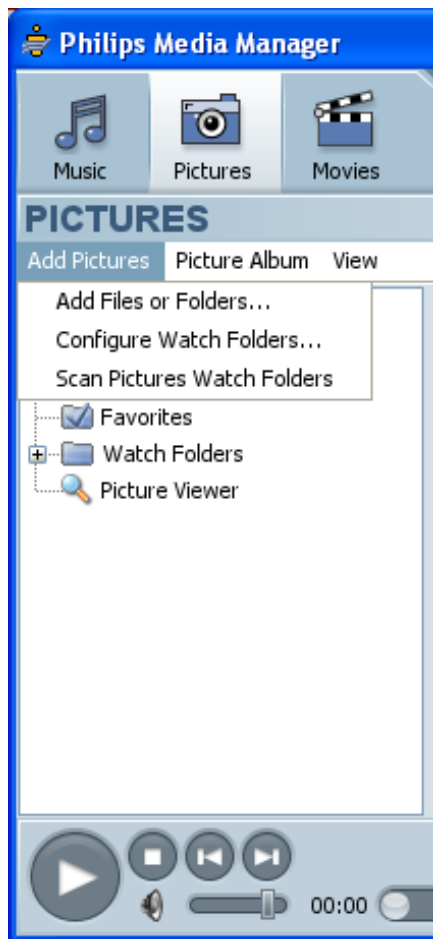 Philips Media Manager
Music Pictures Movies
PICTURES
Add Pictures Picture Album View
Add Files or Folders...
Configure Watch Folders...
Scan Pictures Watch Folders
Favorites
Watch Folders
Picture Viewer
00:00